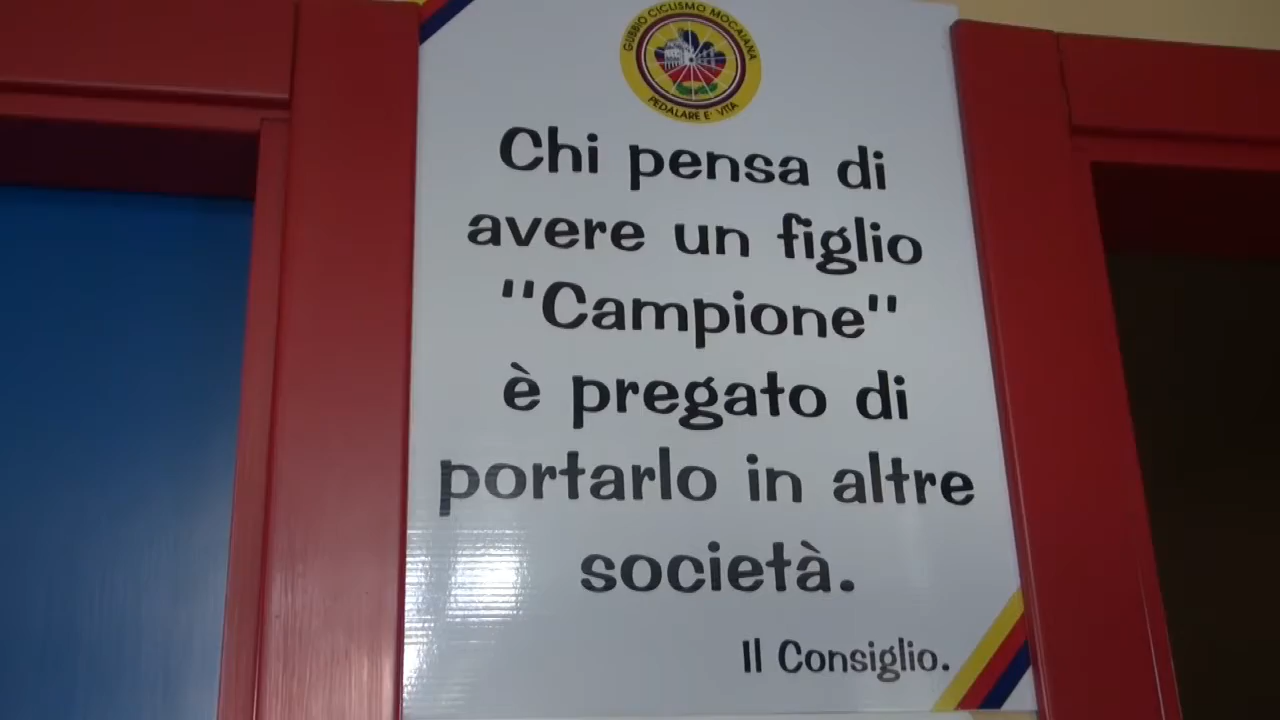 GUBBIO CICLISMO MOCAIANA
PEDALARE E' VITA
Chi pensa di
avere un figlio
"Campione"
è pregato di
portarlo in altre
società.
Il Consiglio.